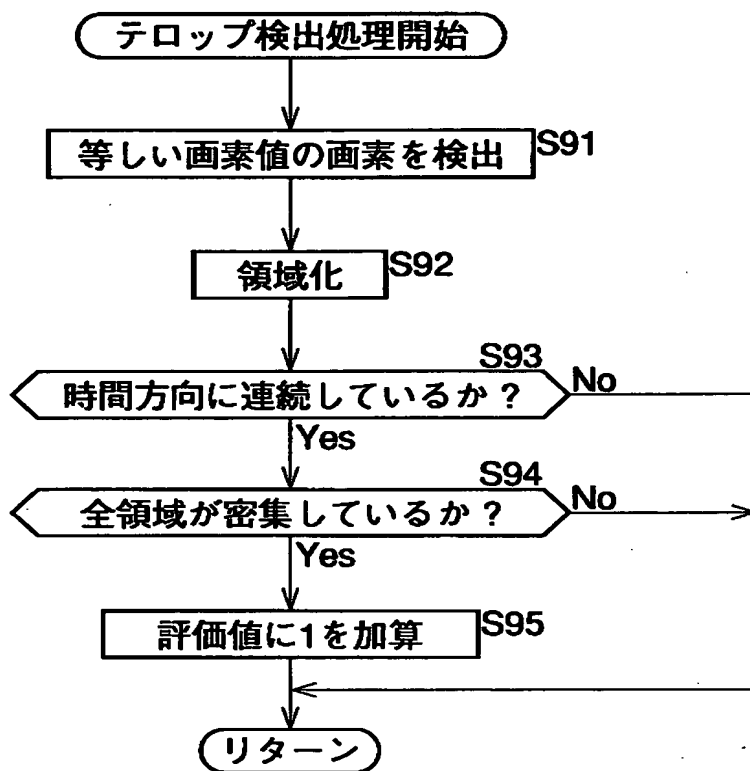 テロップ検出処理開始
等しい画素値の画素を検出 S91
領域化 S92
S93
時間方向に連続しているか？ No
Yes
S94
全領域が密集しているか？ No
Yes
評価値に1を加算 S95
リターン